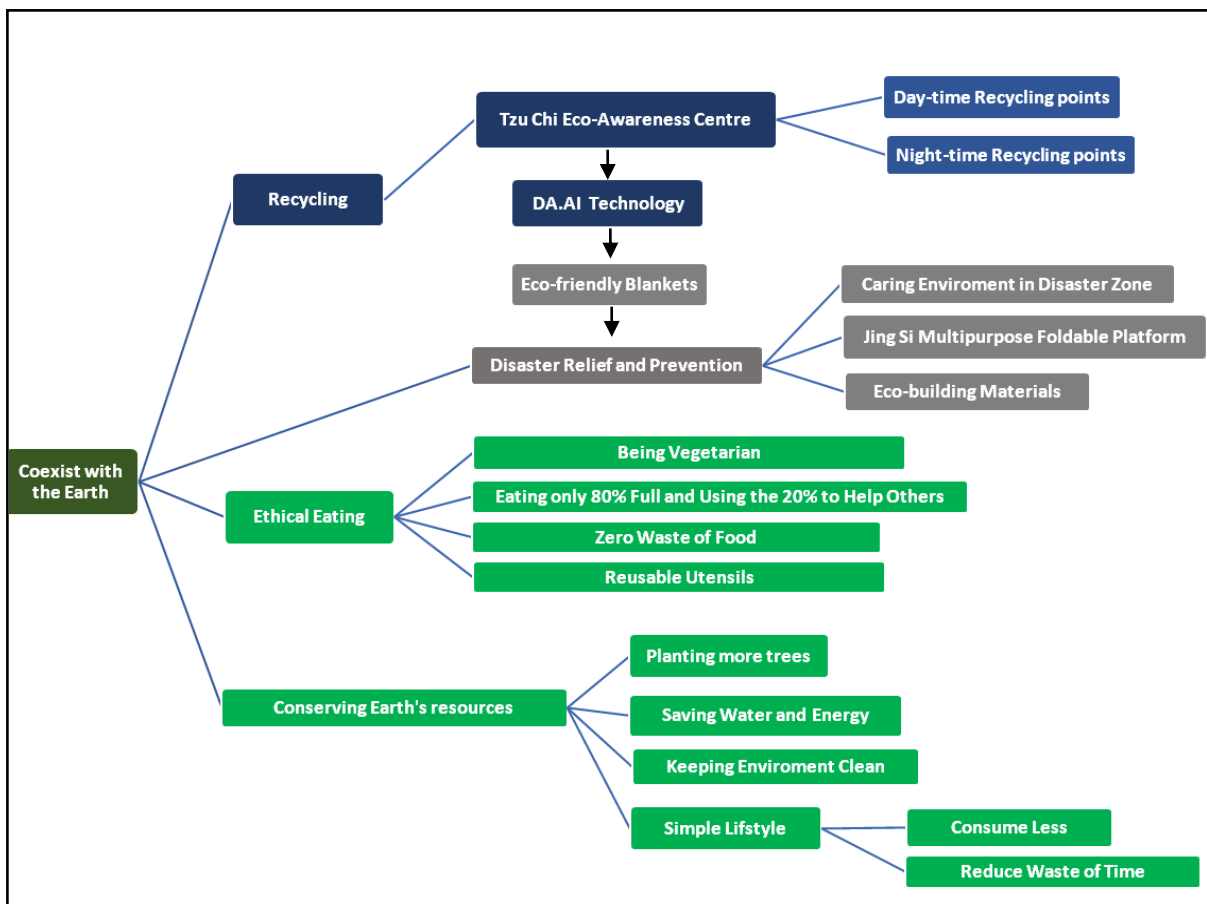 Day-time Recycling points
Tzu Chi Eco-Awareness Centre
Night-time Recycling points
Recycling
DA.AI Technology
Eco-friendly Blankets
Caring Enviroment in Disaster Zone
Jing Si Multipurpose Foldable Platform
Disaster Relief and Prevention
Eco-building Materials
Coexist with
the Earth
Being Vegetarian
Eating only 80% Full and Using the 20% to Help Others
Ethical Eating
Zero Waste of Food
Reusable Utensils
Planting more trees
Conserving Earth's resources
Saving Water and Energy
Keeping Enviroment Clean
Simple Lifstyle
Consume Less
Reduce Waste of Time